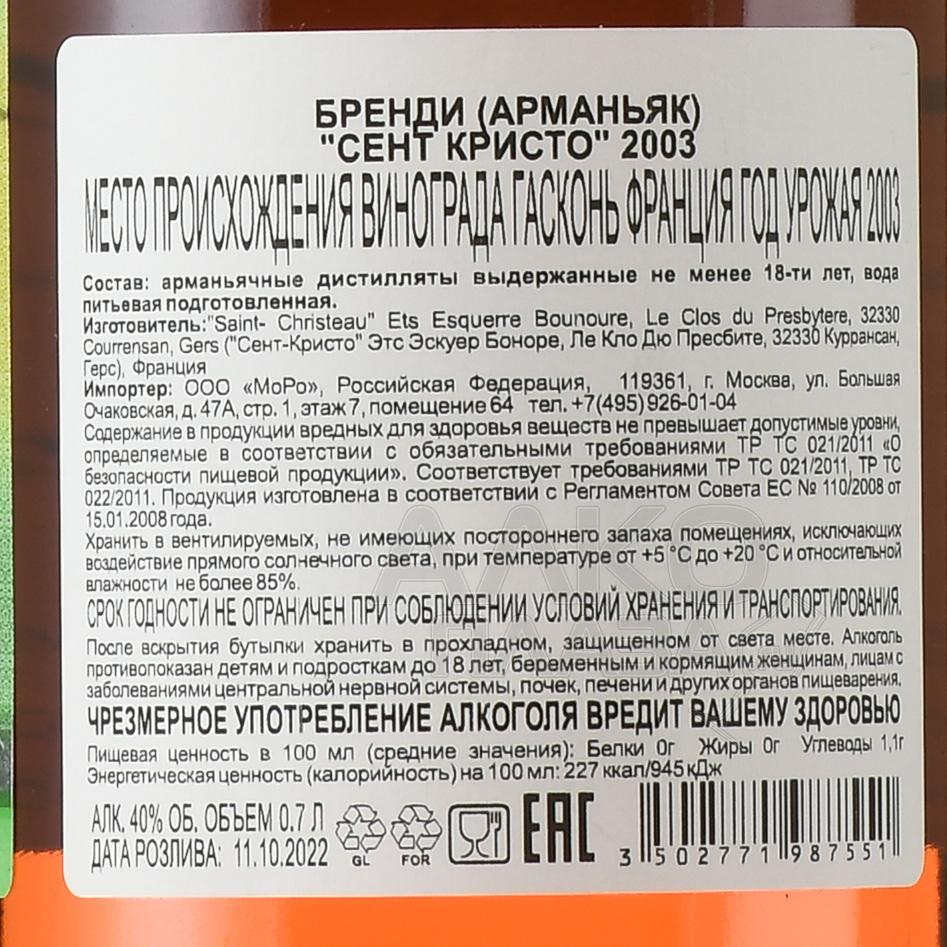 БРЕНДИ (АРМАНЬЯК)
"СЕНТ КРИСТО" 2003
МЕСТО ПРОИСХОЖДЕНИЯ ВИНОГРАДА ГАСКОНЬ ФРАНЦИЯ ГОД УРОЖАЯ 2003
Состав: арманьячные дистилляты выдержанные не менее 18-ти лет, вода
питьевая подготовленная.
Изготовитель:"Saint- Christeau" Ets Esquerre Bounoure, Le Clos du Presbytere, 32330
Courrensan, Gers ("Сент-Кристо" Этс Эскуер Боноре, Ле Кло Дю Пресбите, 32330 Куррансан,
Герс), Франция
Импортер: ООО «МоРо», Российская Федерация, 119361, г. Москва, ул. Большая
Очаковская, д. 47А, стр. 1, этаж 7, помещение 64 тел. +7(495) 926-01-04
Содержание в продукции вредных для здоровья веществ не превышает допустимые уровни,
определяемые в соответствии с обязательными требованиями ТР ТС 021/2011 «О
безопасности пищевой продукции». Соответствует требованиями ТР ТС 021/2011, ТР ТС
022/2011. Продукция изготовлена в соответствии с Регламентом Совета ЕС № 110/2008 от
15.01.2008 года.
Хранить в вентилируемых, не имеющих постороннего запаха помещениях, исключающих
воздействие прямого солнечного света, при температуре от +5 °С до +20 °С и относительной
влажности не более 85%.
СРОК ГОДНОСТИ НЕ ОГРАНИЧЕН ПРИ СОБЛЮДЕНИИ УСЛОВИЙ ХРАНЕНИЯ И ТРАНСПОРТИРОВАНИЯ.
После вскрытия бутылки хранить в прохладном, защищенном от света месте. Алкоголь
противопоказан детям и подросткам до 18 лет, беременным и кормящим женщинам, лицам с
заболеваниями центральной нервной системы, почек, печени и других органов пищеварения.
ЧРЕЗМЕРНОЕ УПОТРЕБЛЕНИЕ АЛКОГОЛЯ ВРЕДИТ ВАШЕМУ ЗДОРОВЬЮ
Пищевая ценность в 100 мл (средние значения): Белки 0г Жиры 0г Углеводы 1,1г
Энергетическая ценность (калорийность) на 100 мл: 227 ккал/945 кДж
АЛК. 40% ОБ. ОБЪЕМ 0.7 Л
ДАТА РОЗЛИВА: 11.10.2022
GL FOR
EAC
3 502771 987551